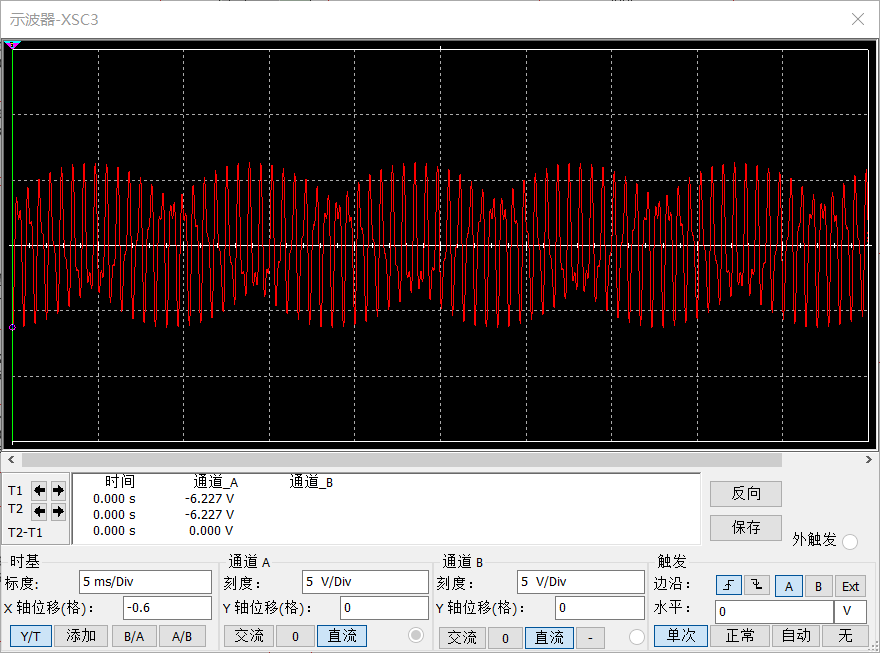 示波器-XSC3
时间 通道_A 通道_B
T1 0.000 s -6.227 V
T2 0.000 s -6.227 V
T2-T1 0.000 s 0.000 V
反向
保存
外触发
时基 通道 A 通道 B 触发
标度: 5 ms/Div 刻度: 5 V/Div 刻度: 5 V/Div 边沿: A B Ext
X 轴位移(格): -0.6 Y 轴位移(格): 0 Y 轴位移(格): 0 水平: 0 V
Y/T 添加 B/A A/B 交流 0 直流 交流 0 直流 - 单次 正常 自动 无